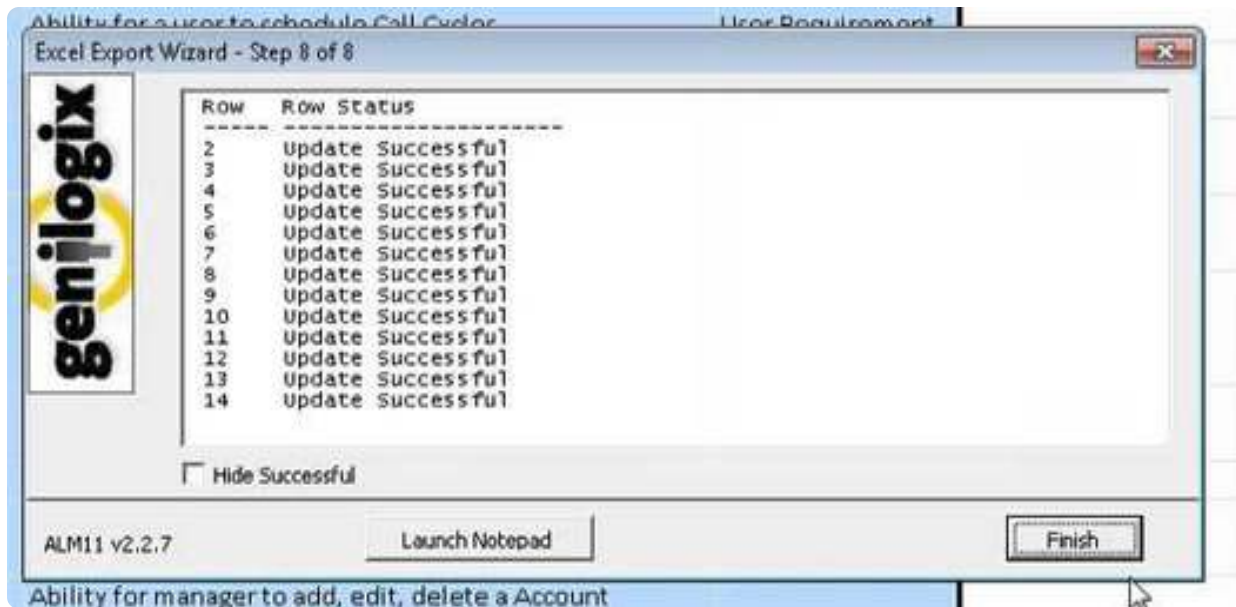 Ability for a user to schedule Call Cycles User Requirement
Excel Export Wizard - Step 8 of 8
genilogix
Row Row Status
----- ----------------------
2 Update Successful
3 Update Successful
4 Update Successful
5 Update Successful
6 Update Successful
7 Update Successful
8 Update Successful
9 Update Successful
10 Update Successful
11 Update Successful
12 Update Successful
13 Update Successful
14 Update Successful
Hide Successful
ALM11 v2.2.7 Launch Notepad Finish
Ability for manager to add, edit, delete a Account